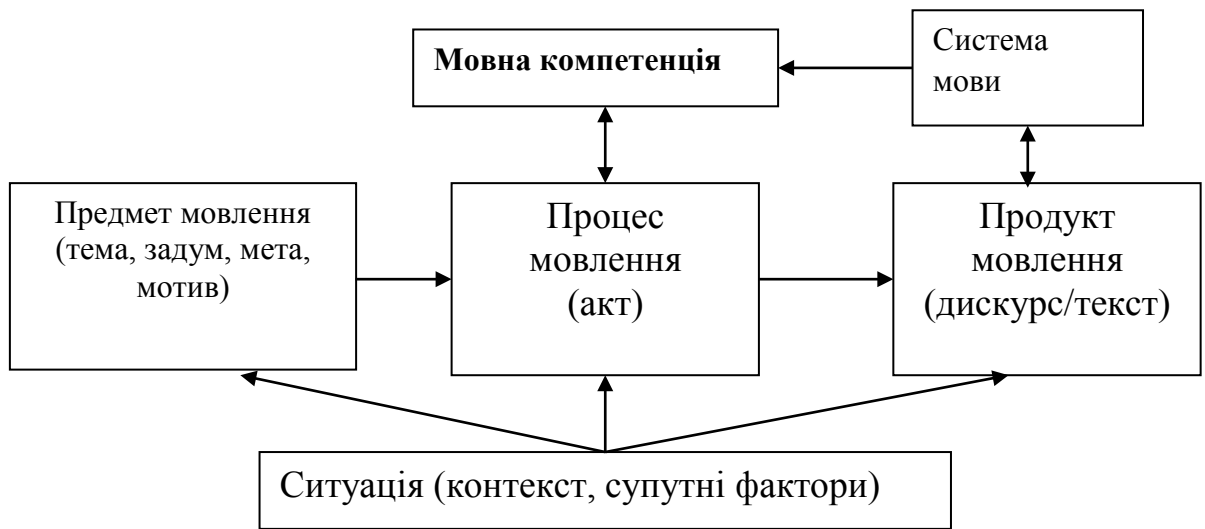 Мовна компетенція
Система
мови
Предмет мовлення
(тема, задум, мета,
мотив)
Процес
мовлення
(акт)
Продукт
мовлення
(дискурс/текст)
Ситуація (контекст, супутні фактори)